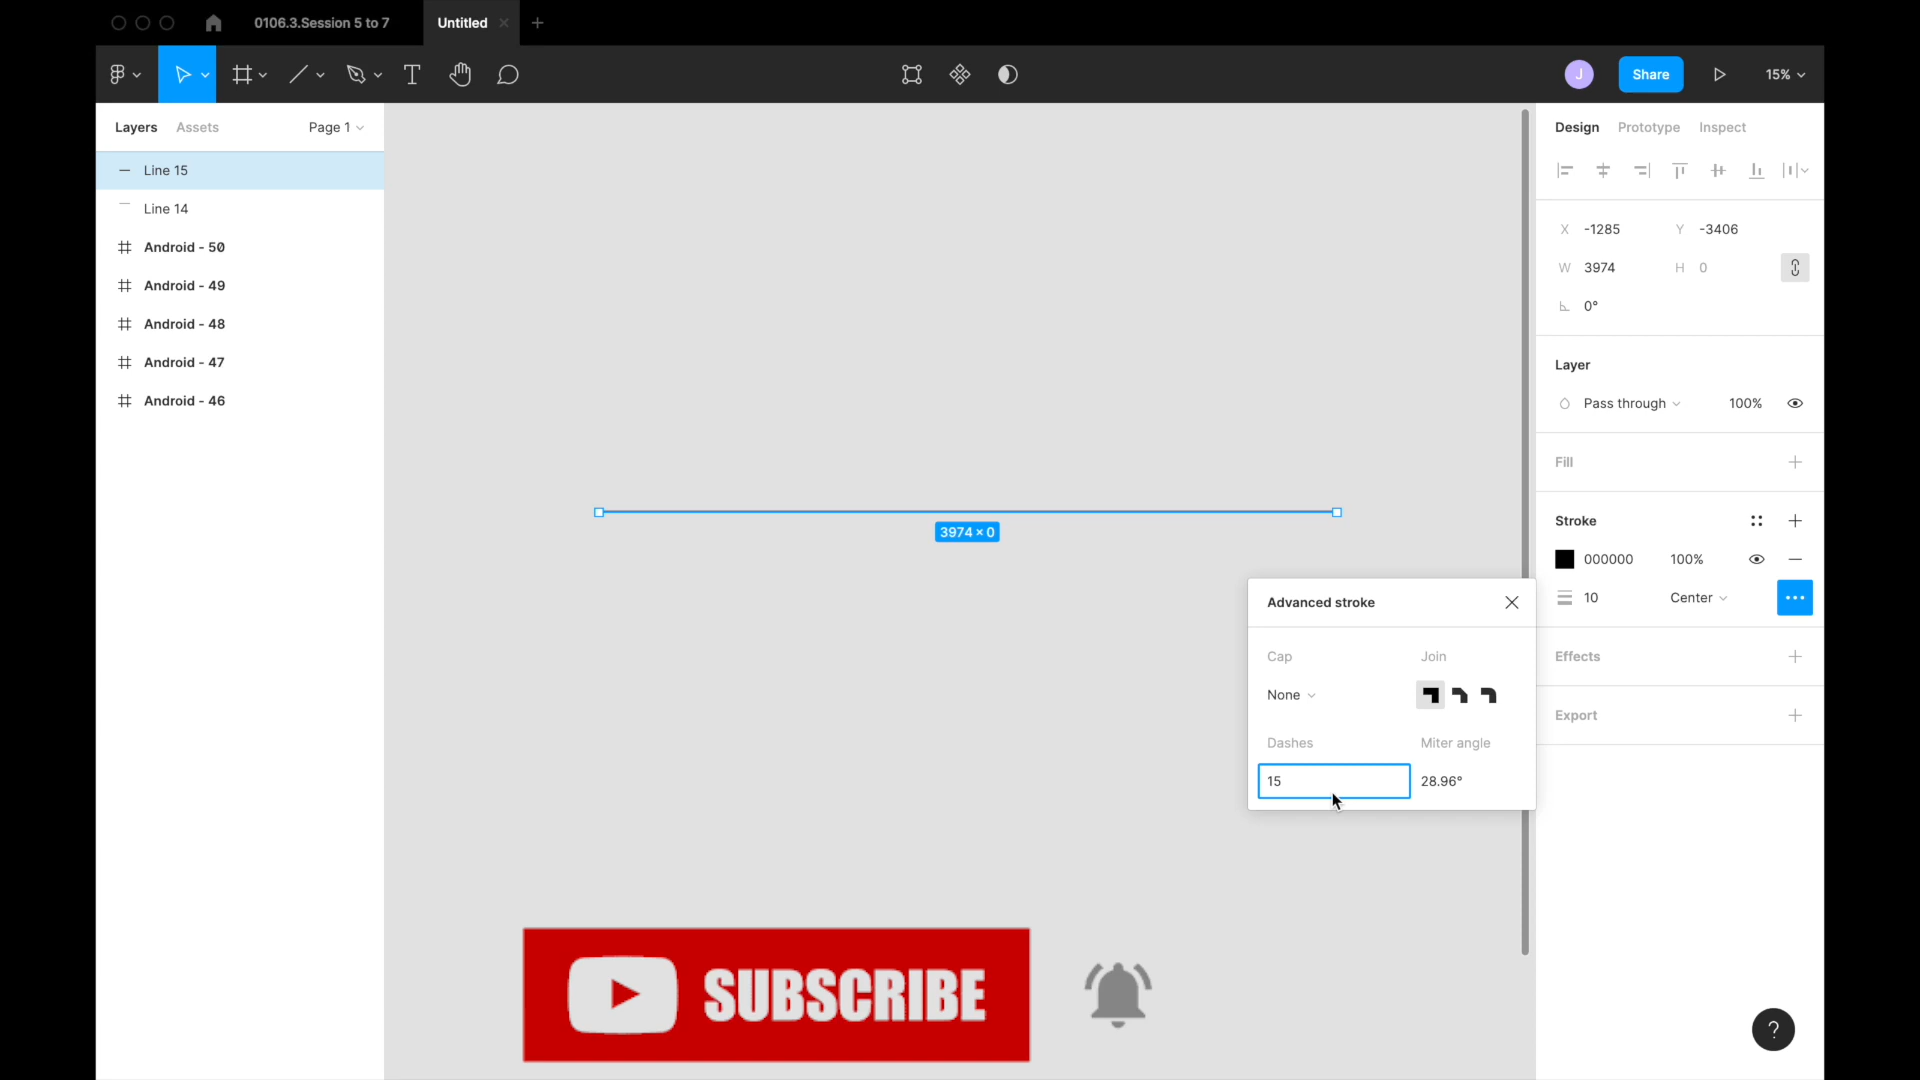 0106.3.Session 5 to 7
Untitled
J
Share
15%
Layers
Assets
Page 1
Line 15
Line 14
Android - 50
Android - 49
Android - 48
Android - 47
Android - 46
3974 × 0
Design
Prototype
Inspect
X -1285
Y -3406
W 3974
H 0
0°
Layer
Pass through
100%
Fill
Stroke
000000
100%
10
Center
Effects
Export
Advanced stroke
Cap
Join
None
Dashes
Miter angle
15
28.96°
SUBSCRIBE
?